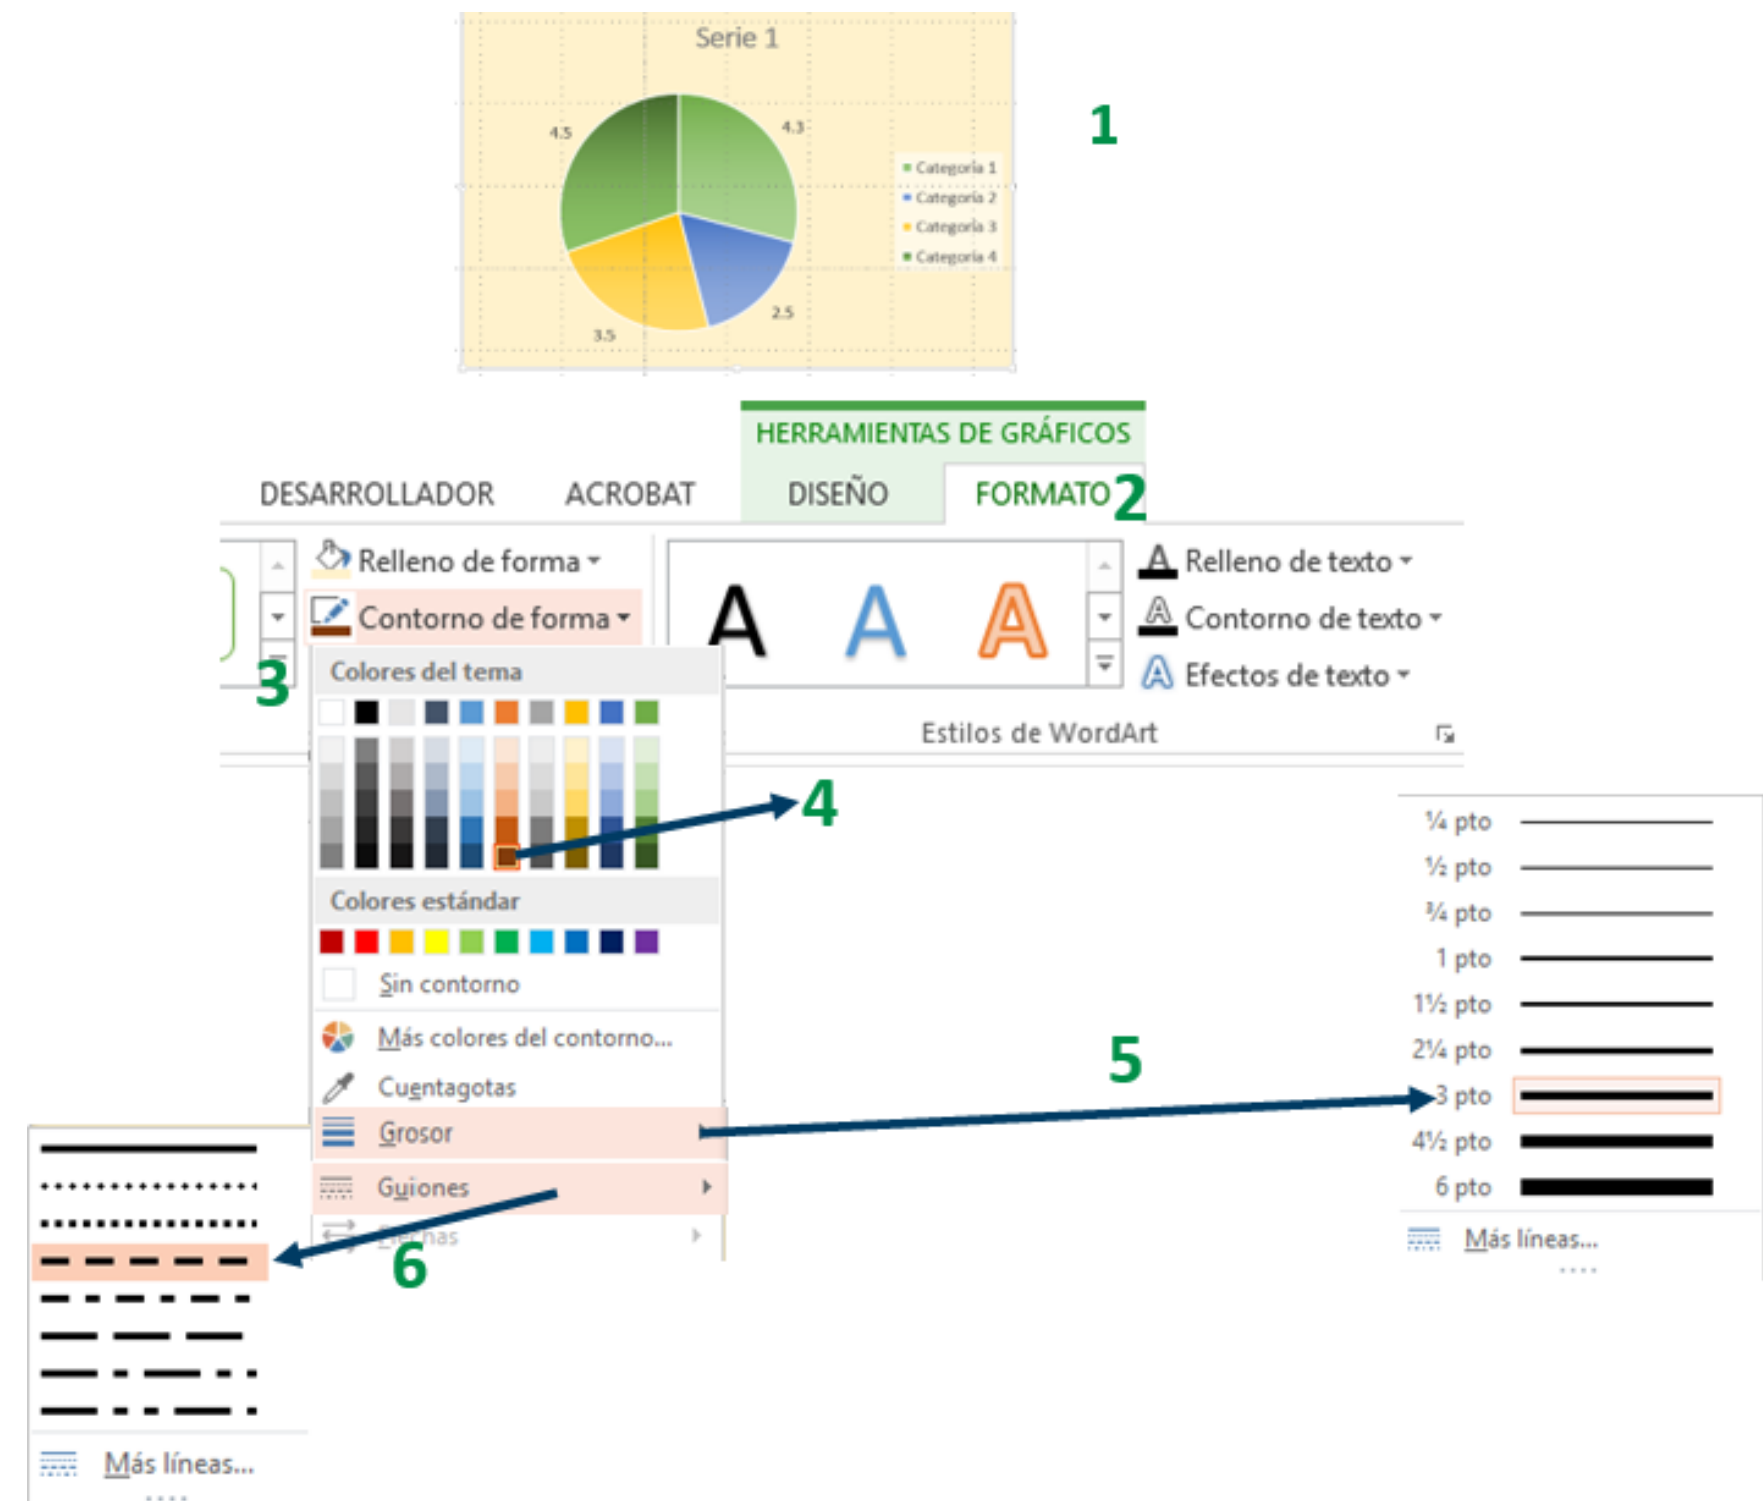 Serie 1
4.5
4.3
1
Categoría 1
Categoría 2
Categoría 3
Categoría 4
2.5
3.5
HERRAMIENTAS DE GRÁFICOS
DESARROLLADOR ACROBAT DISEÑO FORMATO 2
Relleno de forma
Contorno de forma
3
A A A
Relleno de texto
Contorno de texto
Efectos de texto
Estilos de WordArt
Colores del tema
4
Colores estándar
Sin contorno
Más colores del contorno...
Cuentagotas
Grosor
Guiones
Flechas
5
6
¼ pto
½ pto
¾ pto
1 pto
1½ pto
2¼ pto
3 pto
4½ pto
6 pto
Más líneas...
Más líneas...